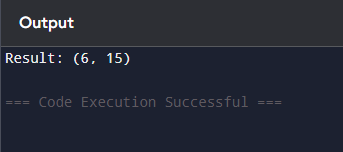 Output
Result: (6, 15)
=== Code Execution Successful ===